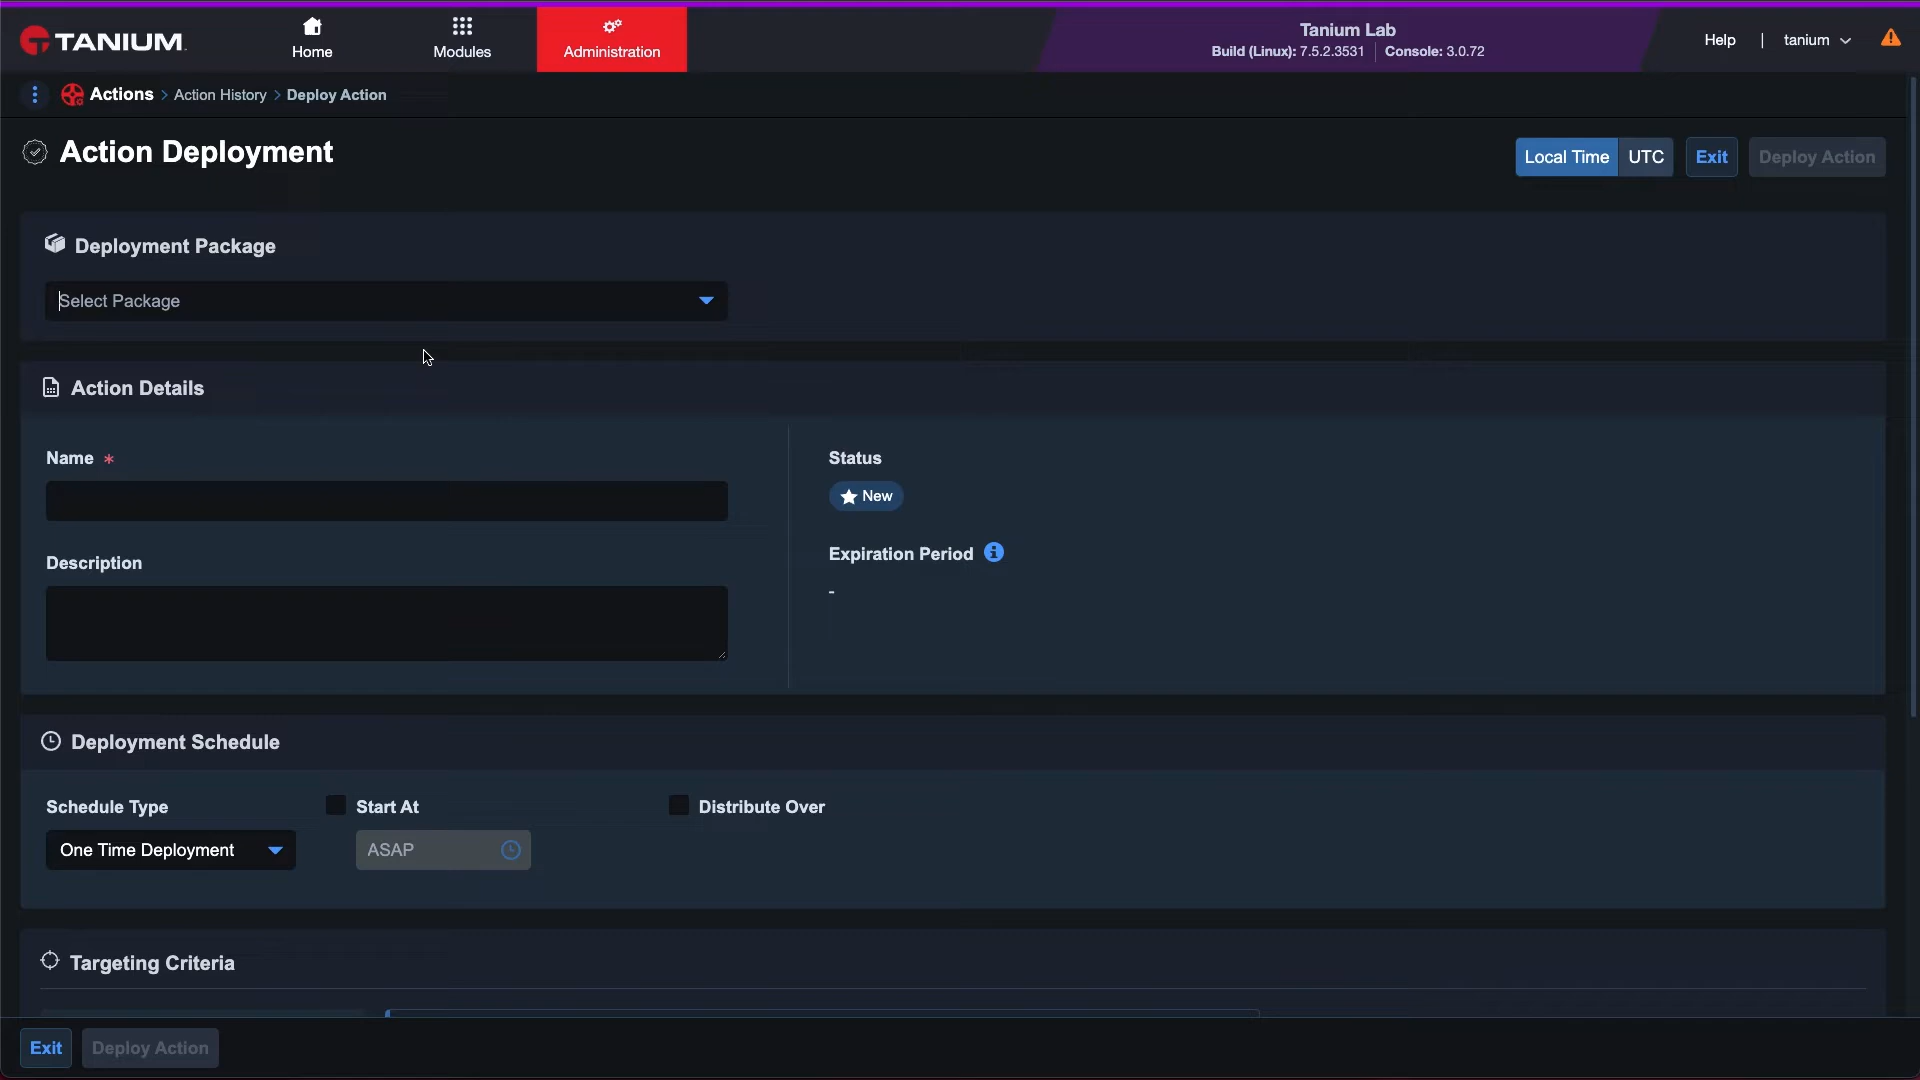 TANIUM
Home
Modules
Administration
Tanium Lab
Build (Linux): 7.5.2.3531 Console: 3.0.72
Help | tanium
Actions > Action History > Deploy Action
Action Deployment
Local Time UTC Exit Deploy Action
Deployment Package
Select Package
Action Details
Name *
Description
Status
New
Expiration Period
-
Deployment Schedule
Schedule Type
One Time Deployment
Start At
ASAP
Distribute Over
Targeting Criteria
Exit Deploy Action